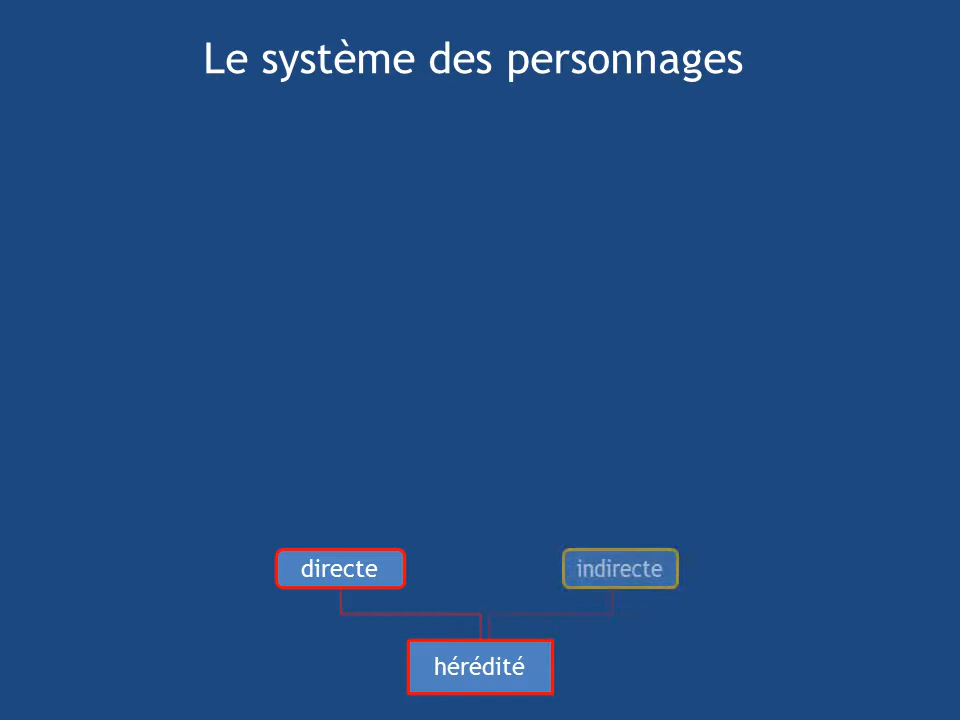 Le système des personnages
directe
indirecte
hérédité